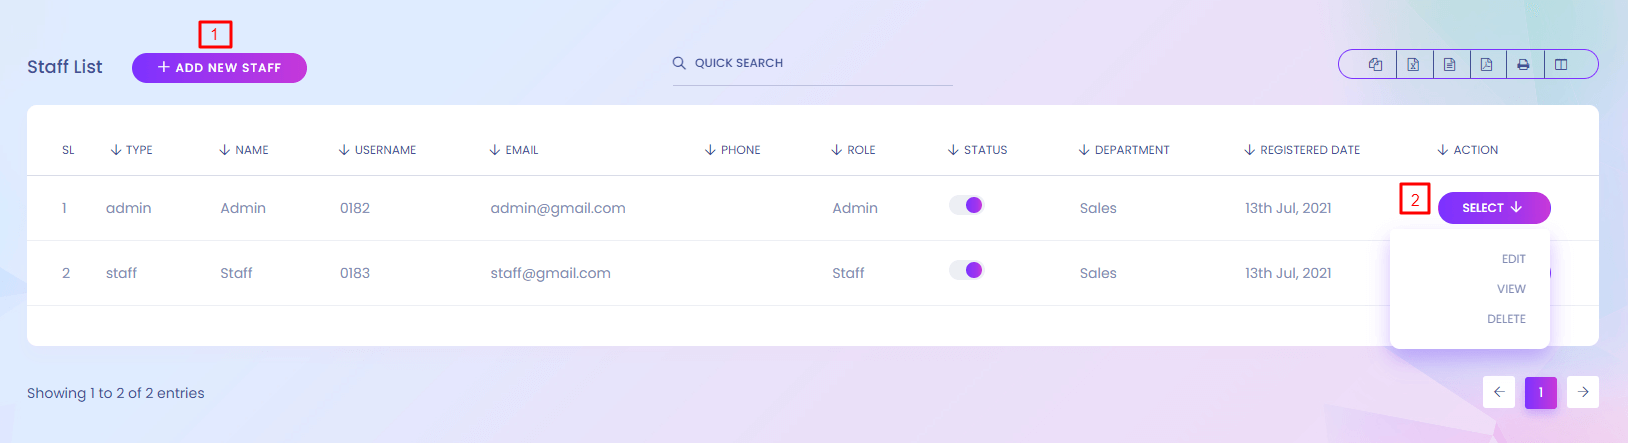 1
Staff List + ADD NEW STAFF QUICK SEARCH
SL TYPE NAME USERNAME EMAIL PHONE ROLE STATUS DEPARTMENT REGISTERED DATE ACTION
1 admin Admin 0182 admin@gmail.com Admin Sales 13th Jul, 2021 2 SELECT
EDIT
2 staff Staff 0183 staff@gmail.com Staff Sales 13th Jul, 2021
VIEW
DELETE
Showing 1 to 2 of 2 entries 1